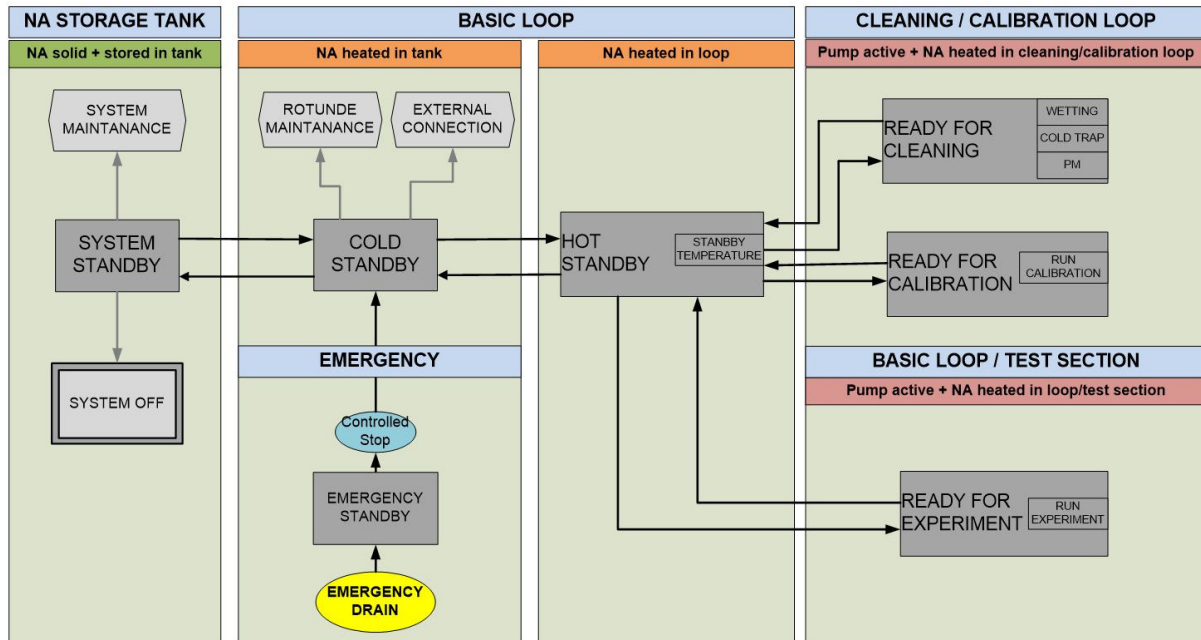 NA STORAGE TANK
NA solid + stored in tank
SYSTEM
MAINTANANCE
SYSTEM
STANDBY
SYSTEM OFF
BASIC LOOP
NA heated in tank
NA heated in loop
ROTUNDE
MAINTANANCE
EXTERNAL
CONNECTION
COLD
STANDBY
HOT
STANDBY
STANBBY
TEMPERATURE
EMERGENCY
Controlled
Stop
EMERGENCY
STANDBY
EMERGENCY
DRAIN
CLEANING / CALIBRATION LOOP
Pump active + NA heated in cleaning/calibration loop
READY FOR
CLEANING
WETTING
COLD TRAP
PM
READY FOR
CALIBRATION
RUN
CALIBRATION
BASIC LOOP / TEST SECTION
Pump active + NA heated in loop/test section
READY FOR
EXPERIMENT
RUN
EXPERIMENT